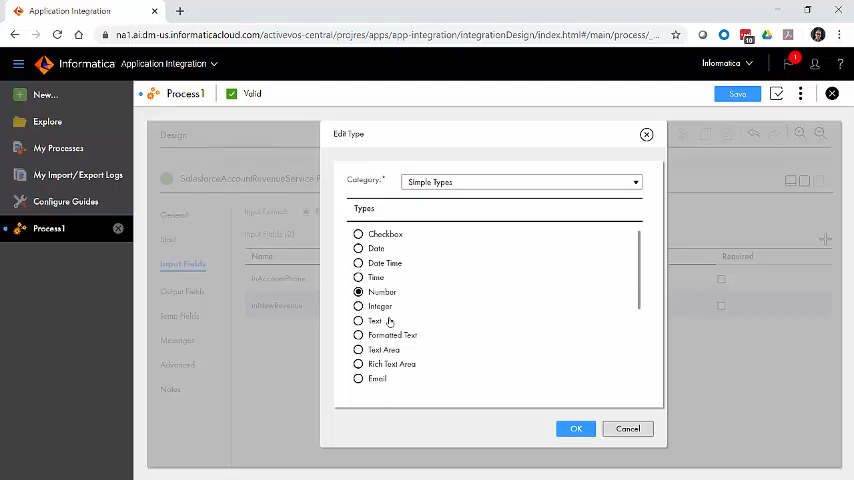 Application Integration
na1.ai.dm-us.informaticacloud.com/activevos-central/projres/apps/app-integration/integrationDesign/index.html#/main/process/_...
10
Informatica Application Integration
Informatica
1
New...
Process1
Valid
Save
Explore
My Processes
My Import/Export Logs
Configure Guides
Process1
Design
SalesforceAccountRevenueService P
General
Input Format:
Start
Input Fields (2)
Name
Required
Input Fields
inAccountPhone
Output Fields
inNewRevenue
Temp Fields
Messages
Advanced
Notes
Edit Type
Category:*
Simple Types
Types
Checkbox
Date
Date Time
Time
Number
Integer
Text
Formatted Text
Text Area
Rich Text Area
Email
OK
Cancel